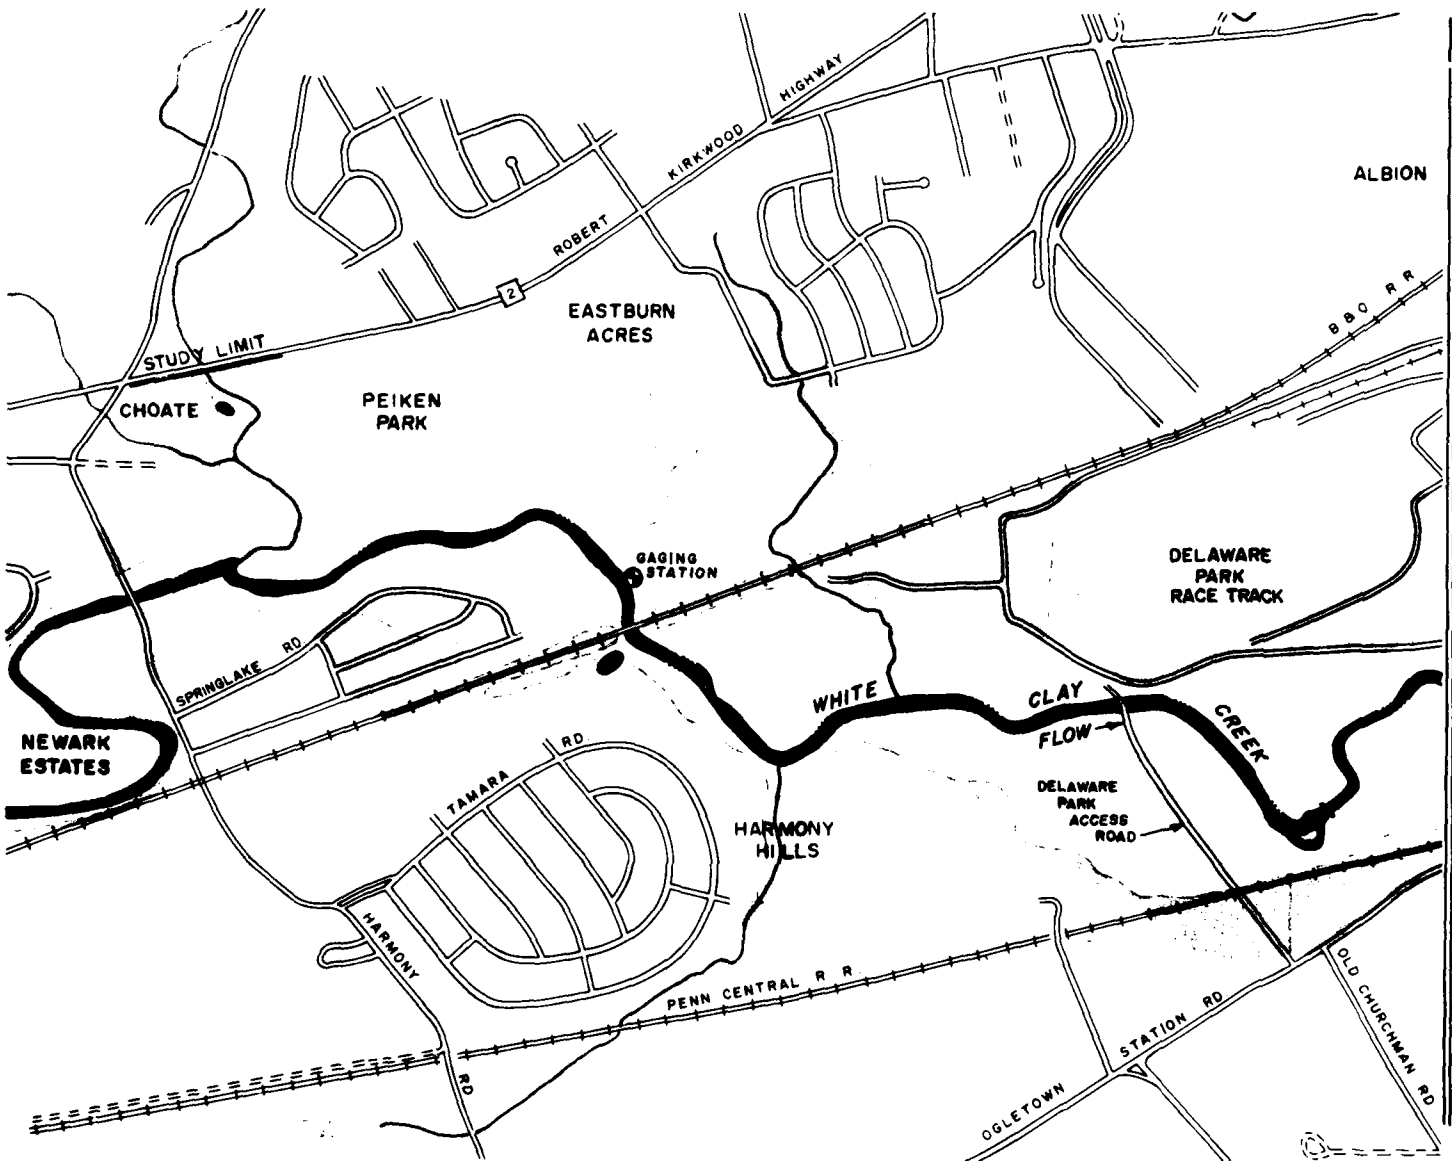 HIGHWAY
KIRKWOOD
ALBION
ROBERT
2
EASTBURN
ACRES
B & O R R
STUDY LIMIT
CHOATE
PEIKEN
PARK
GAGING
STATION
DELAWARE
PARK
RACE TRACK
SPRINGLAKE RD
WHITE CLAY CREEK
FLOW
NEWARK
ESTATES
TAMARA RD
DELAWARE
PARK
ACCESS
ROAD
HARMONY
HILLS
HARMONY RD
PENN CENTRAL R R
OGLETOWN STATION RD
OLD CHURCHMAN RD